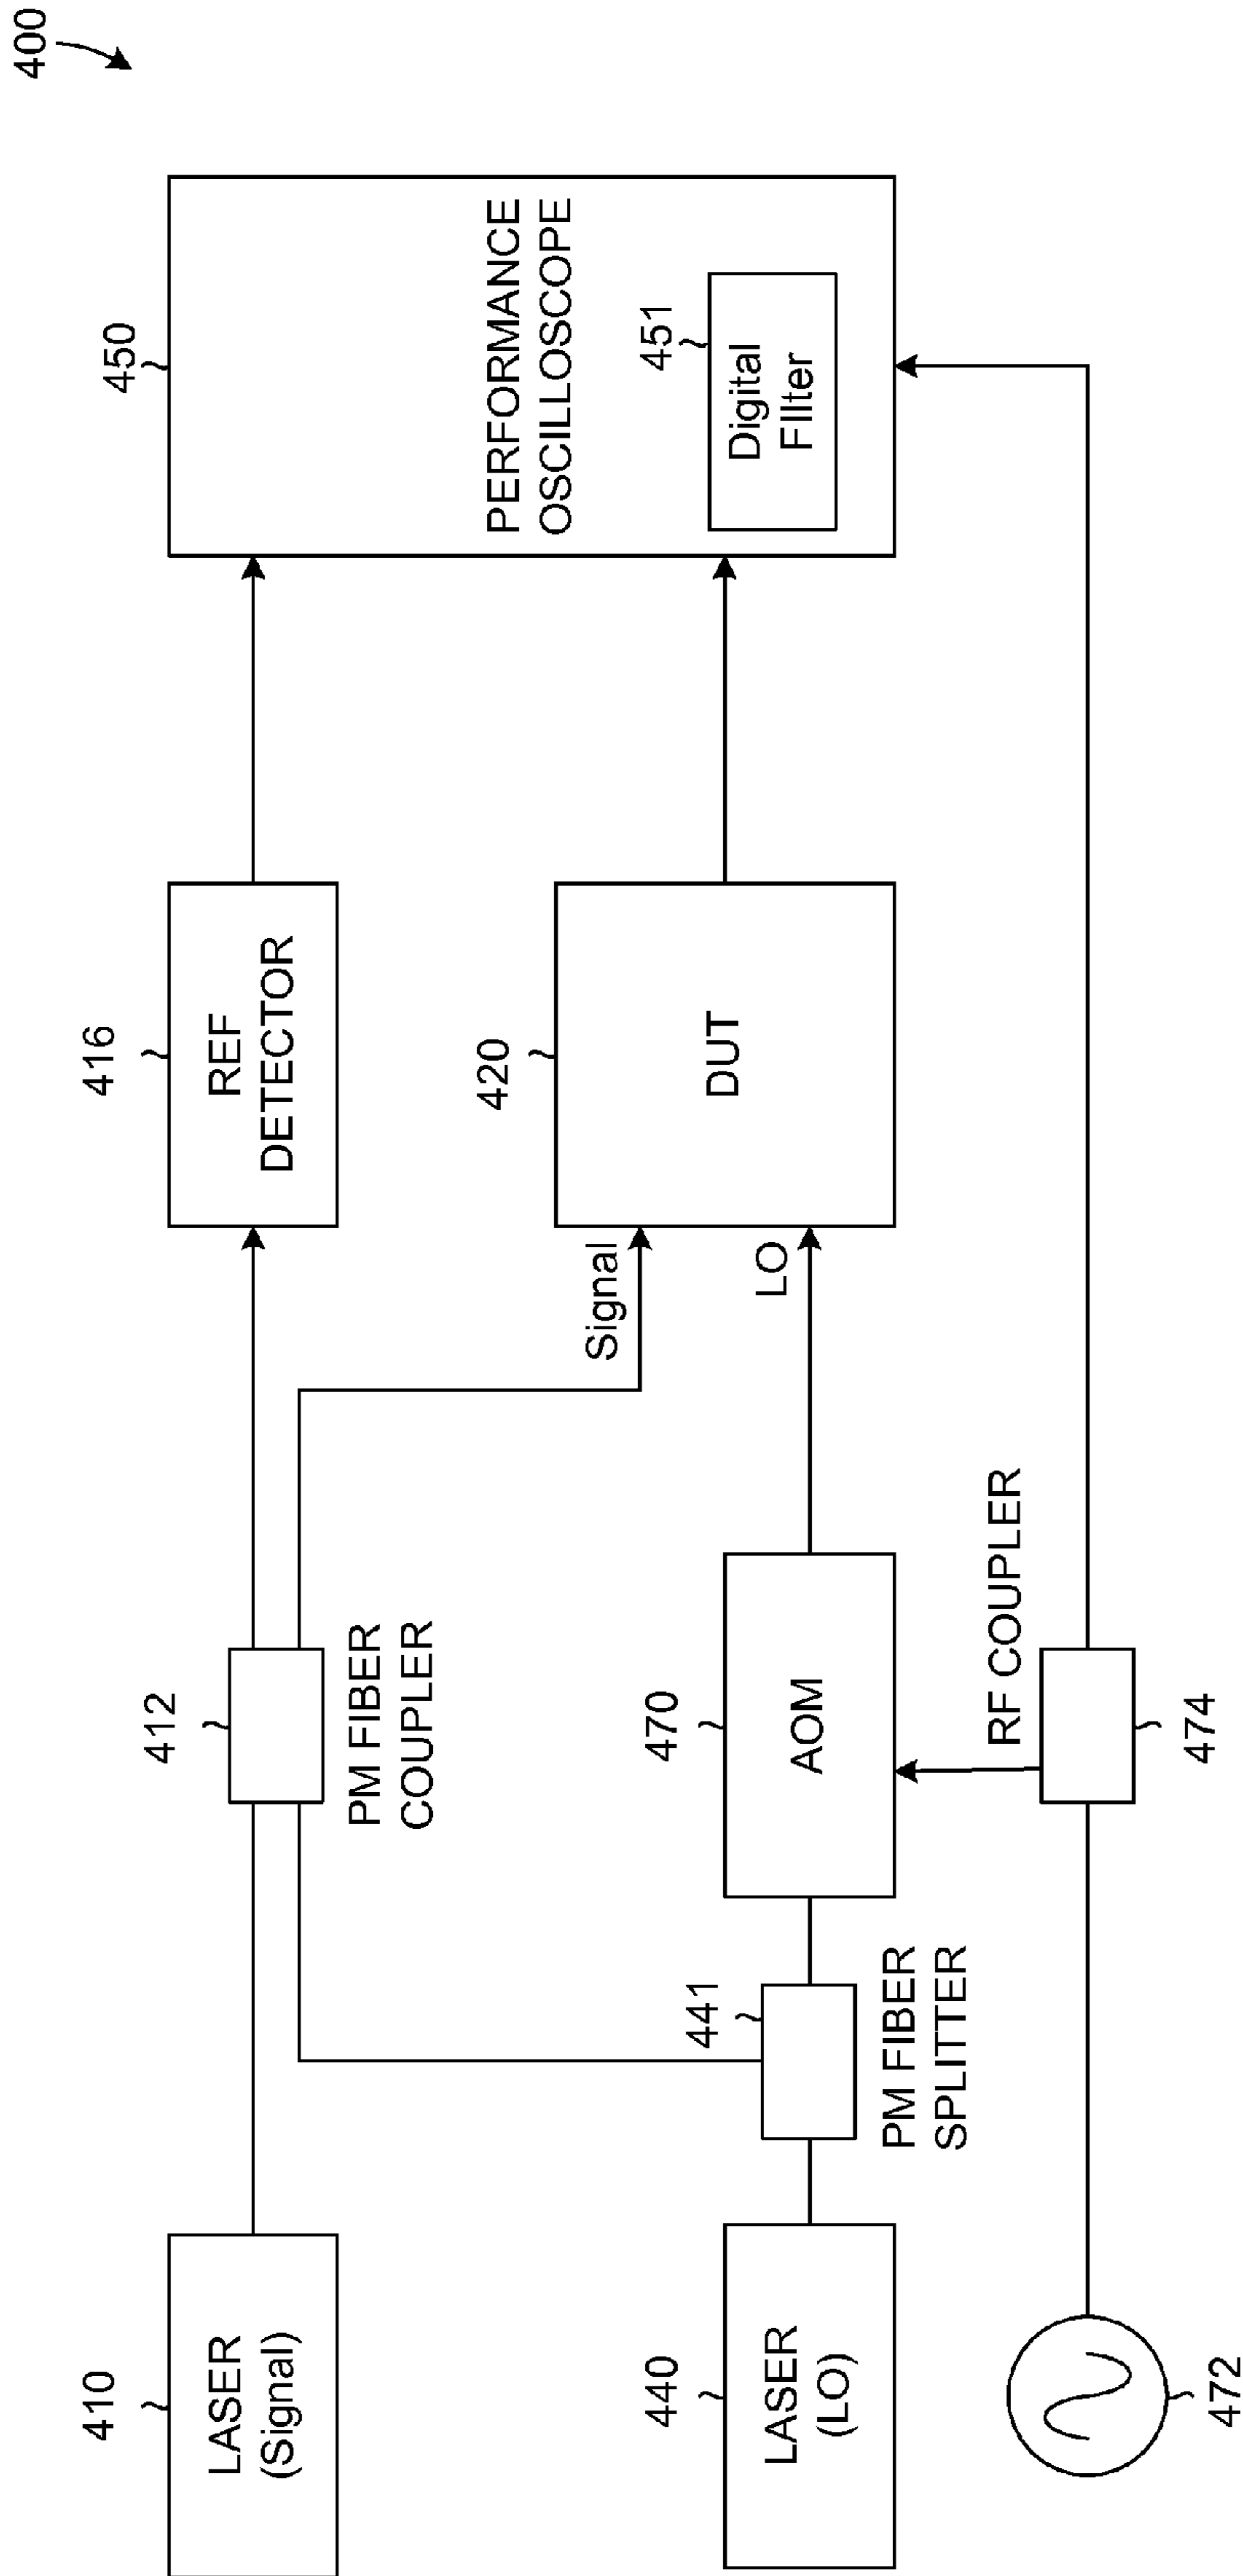 400
410
LASER
(Signal)
412
PM FIBER
COUPLER
416
REF
DETECTOR
450
PERFORMANCE
OSCILLOSCOPE
451
Digital
FIlter
Signal
LO
420
DUT
440
LASER
(LO)
441
PM FIBER
SPLITTER
470
AOM
RF COUPLER
474
472